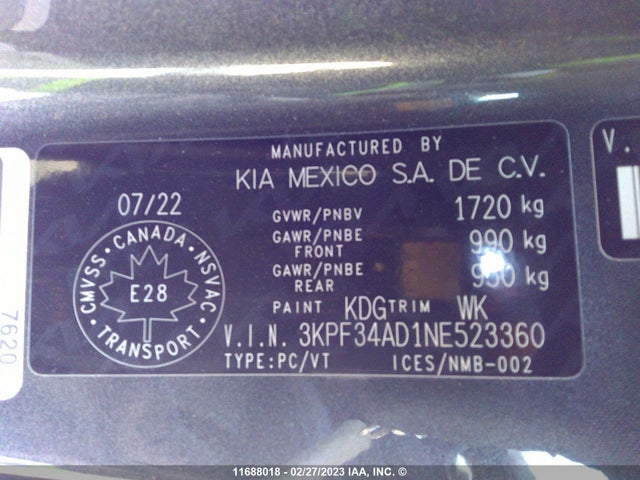 MANUFACTURED BY
KIA MEXICO S.A. DE C.V.
07/22
GVWR/PNBV 1720 kg
GAWR/PNBE FRONT 990 kg
GAWR/PNBE REAR kg
PAINT KDG TRIM WK
V.I.N. 3KPF34AD1NE523360
TYPE:PC/VT ICES/NMB-002
CMVSS · CANADA · NSVAC · TRANSPORT ·
E28
V.
7620
11688018 - 02/27/2023 IAA, INC. ©